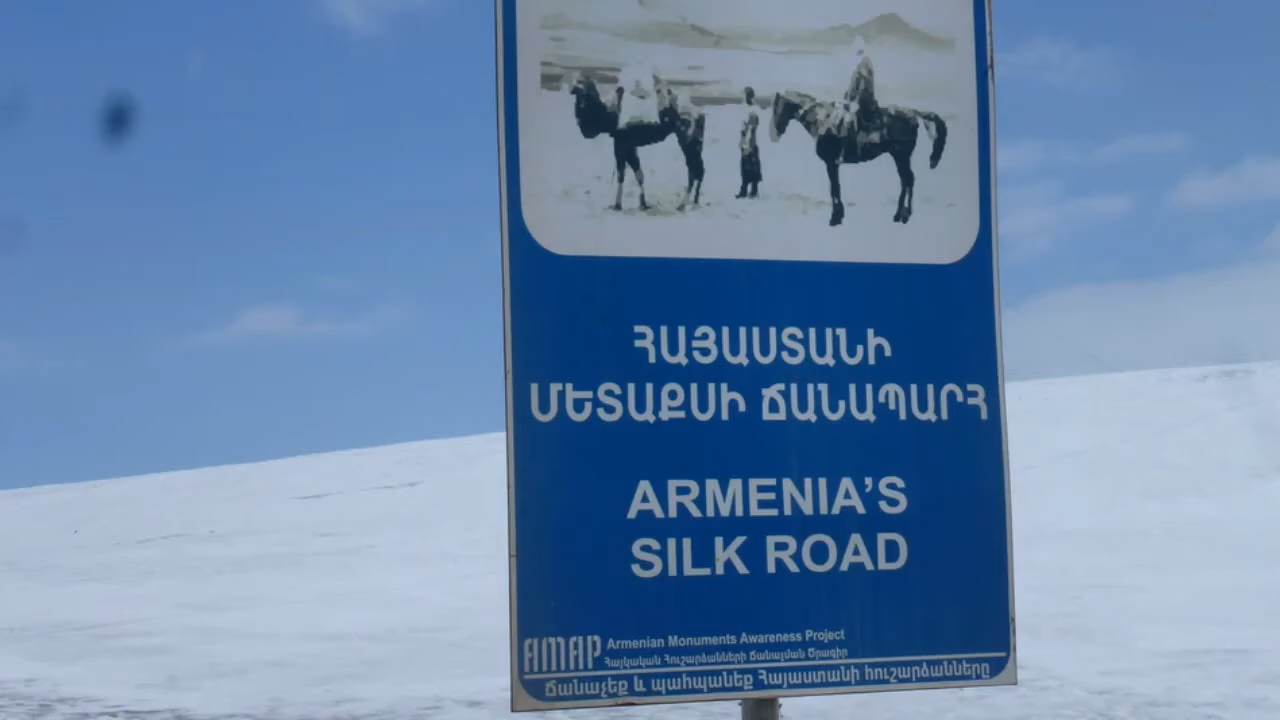 ՀԱՅԱՍՏԱՆԻ
ՄԵՏԱՔՍԻ ՃԱՆԱՊԱՐՀ
ARMENIA’S
SILK ROAD
AMAP Armenian Monuments Awareness Project
Հայկական Հուշարձանների Ճանաչման Ծրագիր
Ճանաչեք և պահպանեք Հայաստանի հուշարձանները